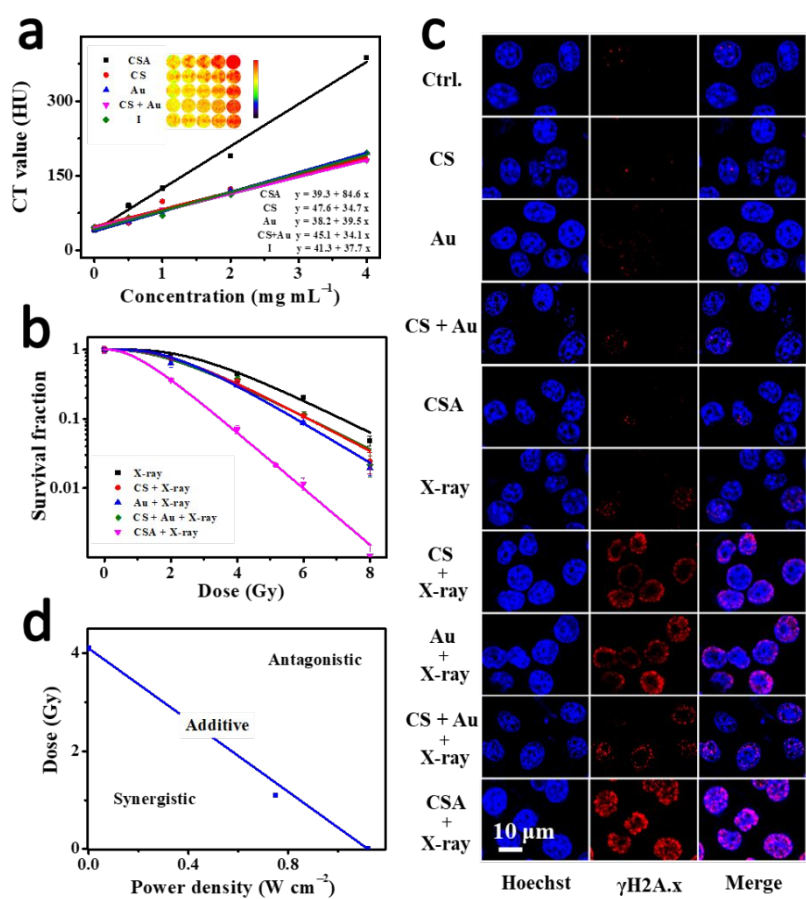 a
CT value (HU)
300
150
0
CSA
CS
Au
CS + Au
I
CSA y = 39.3 + 84.6 x
CS y = 47.6 + 34.7 x
Au y = 38.2 + 39.5 x
CS+Au y = 45.1 + 34.1 x
I y = 41.3 + 37.7 x
0 1 2 3 4
Concentration (mg mL⁻¹)
b
Survival fraction
1
0.1
0.01
X-ray
CS + X-ray
Au + X-ray
CS + Au + X-ray
CSA + X-ray
0 2 4 6 8
Dose (Gy)
d
Dose (Gy)
4
2
0
Antagonistic
Additive
Synergistic
0.0 0.4 0.8 1.2
Power density (W cm⁻²)
c
Ctrl.
CS
Au
CS + Au
CSA
X-ray
CS
+
X-ray
Au
+
X-ray
CS + Au
+
X-ray
CSA
+
X-ray
10 μm
Hoechst γH2A.x Merge